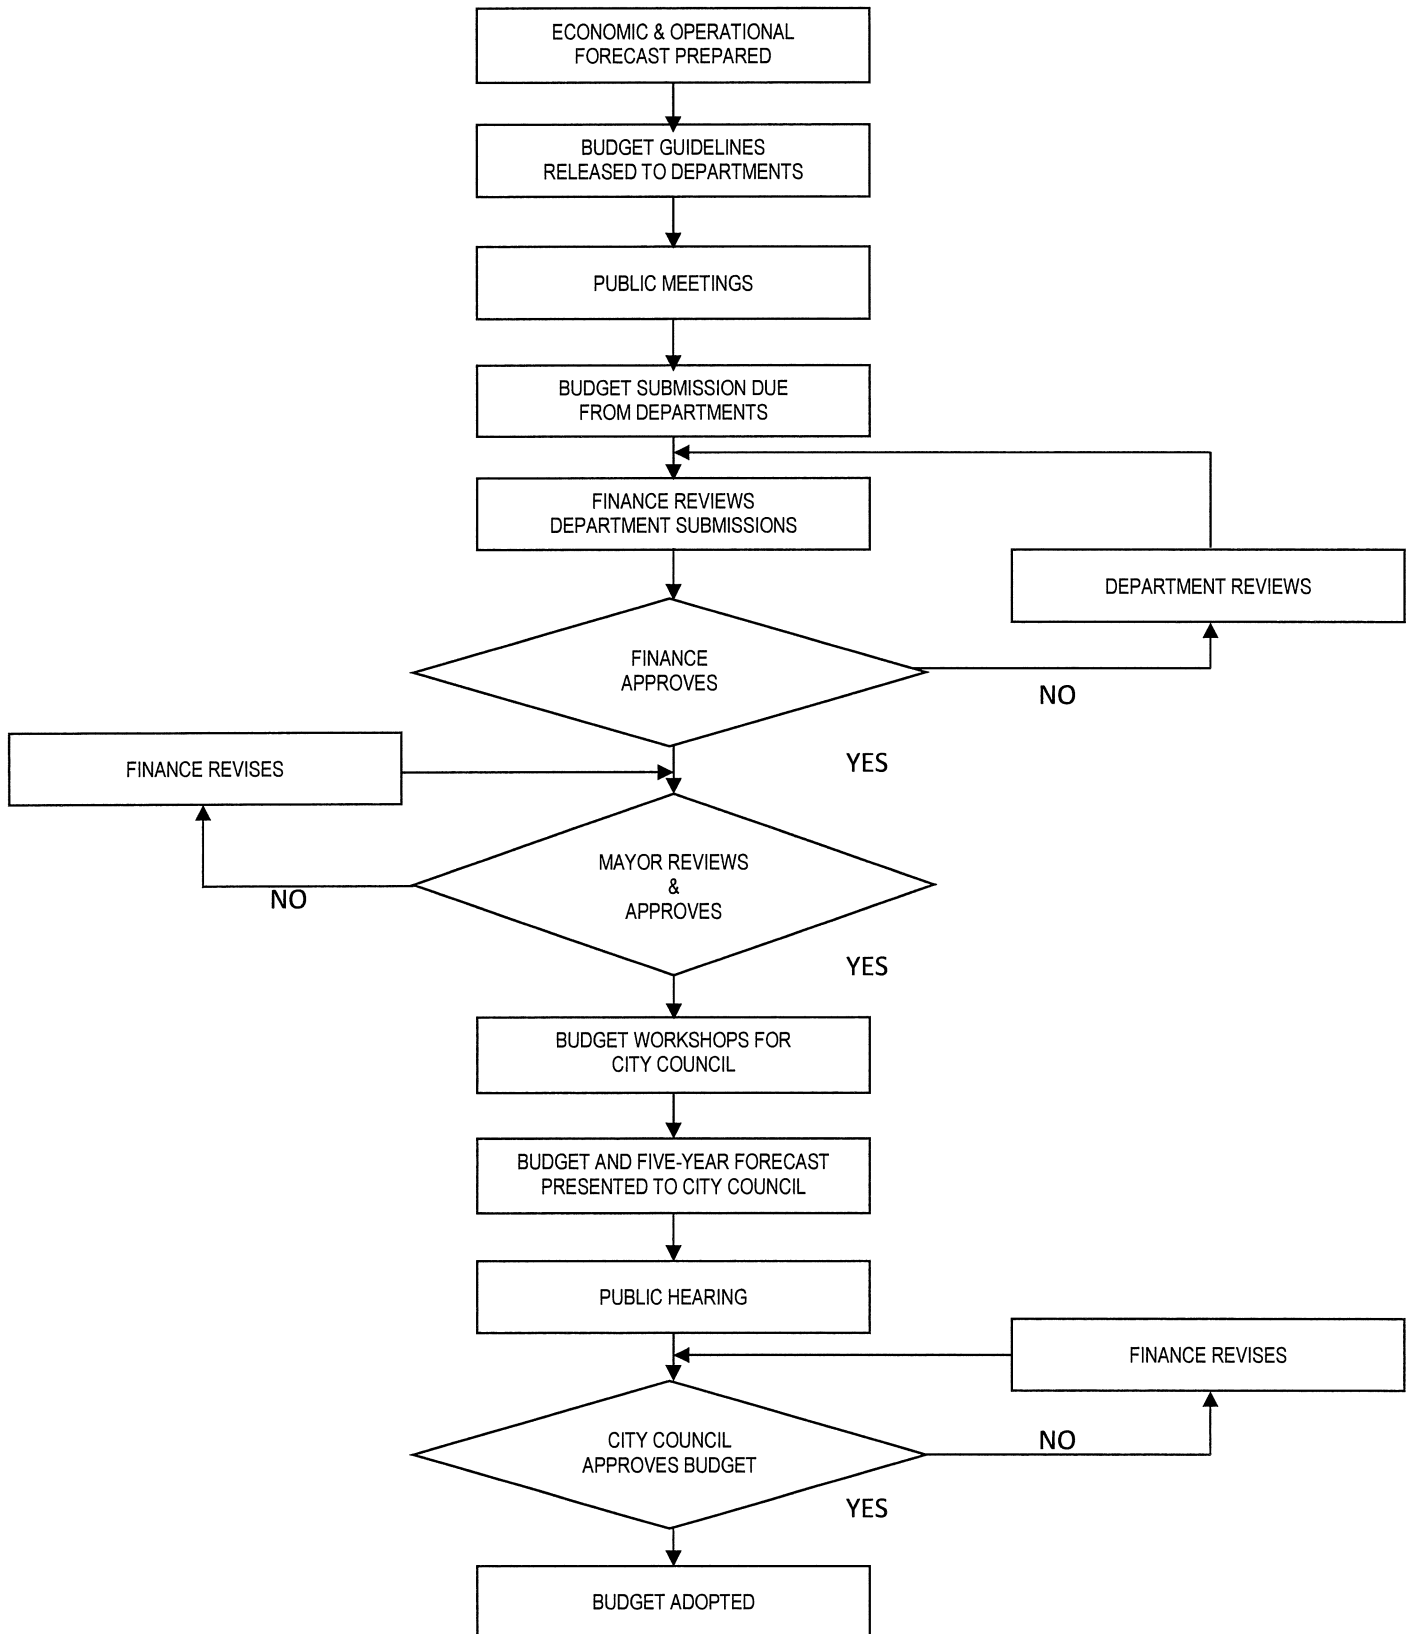 ECONOMIC & OPERATIONAL
FORECAST PREPARED
BUDGET GUIDELINES
RELEASED TO DEPARTMENTS
PUBLIC MEETINGS
BUDGET SUBMISSION DUE
FROM DEPARTMENTS
FINANCE REVIEWS
DEPARTMENT SUBMISSIONS
DEPARTMENT REVIEWS
FINANCE
APPROVES
NO
YES
FINANCE REVISES
MAYOR REVIEWS
&
APPROVES
NO
YES
BUDGET WORKSHOPS FOR
CITY COUNCIL
BUDGET AND FIVE-YEAR FORECAST
PRESENTED TO CITY COUNCIL
PUBLIC HEARING
FINANCE REVISES
CITY COUNCIL
APPROVES BUDGET
NO
YES
BUDGET ADOPTED